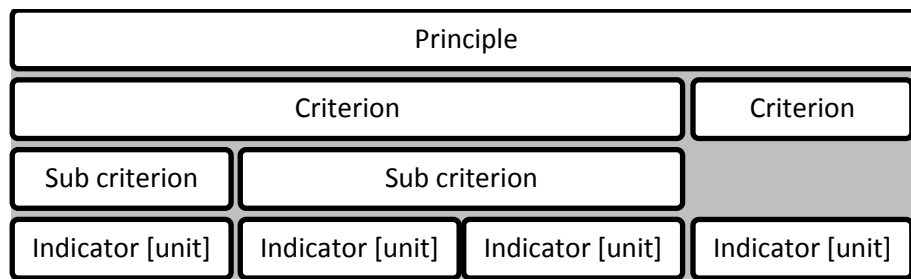 Principle
Criterion Criterion
Sub criterion Sub criterion
Indicator [unit] Indicator [unit] Indicator [unit] Indicator [unit]